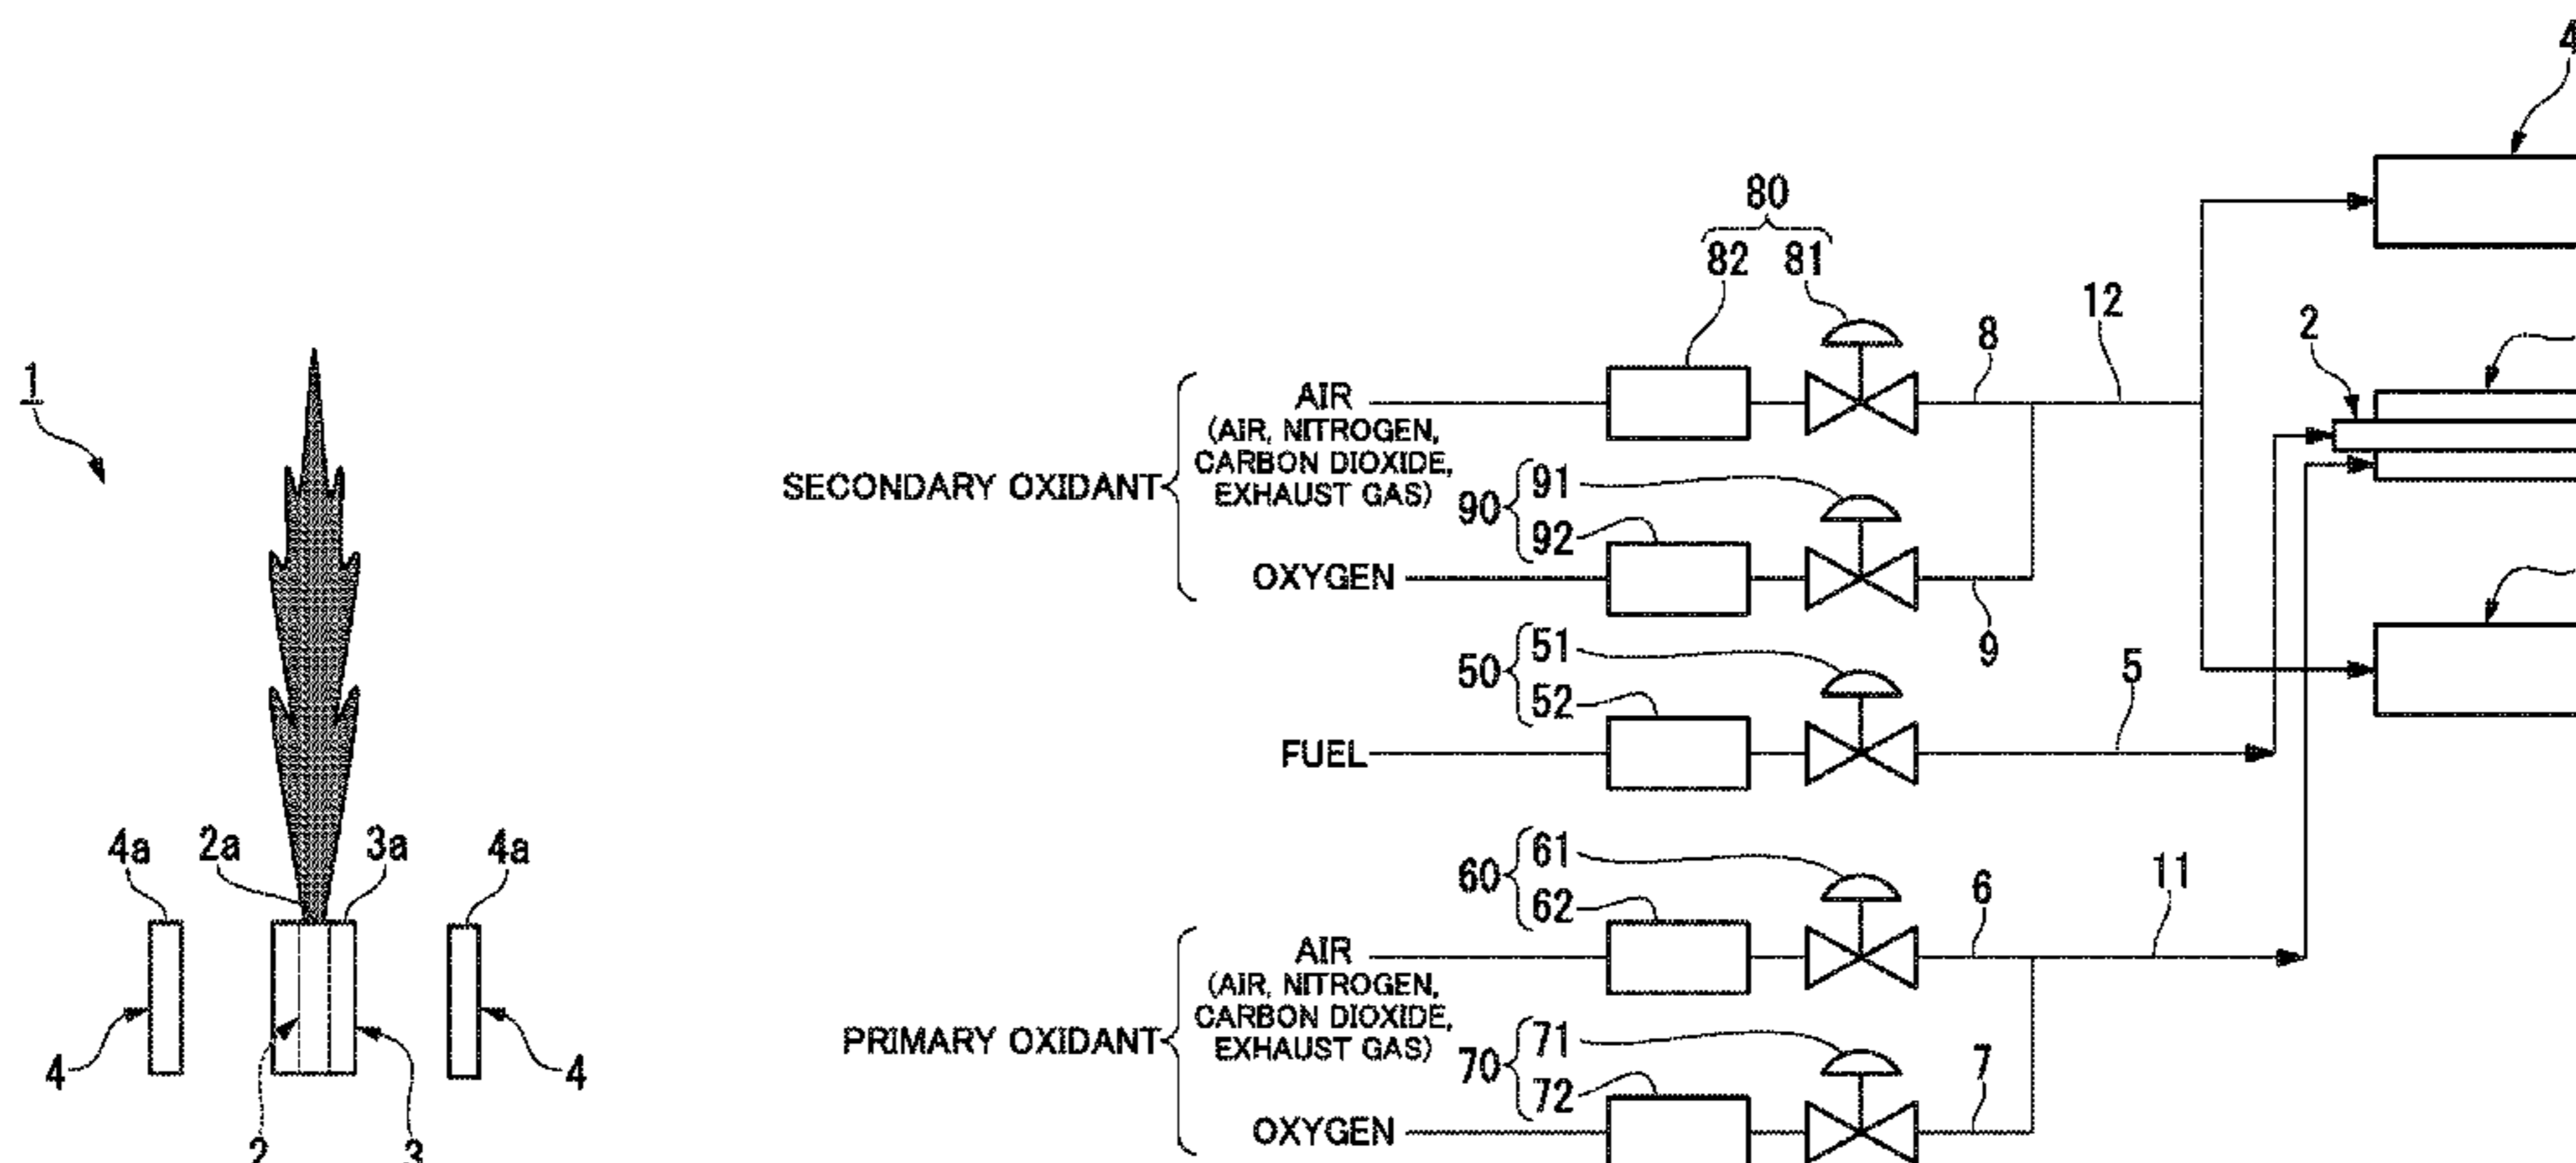 4
80
82 81
12
8
2
1
AIR
(AIR, NITROGEN,
CARBON DIOXIDE,
EXHAUST GAS)
SECONDARY OXIDANT
90
91
92
OXYGEN
9
50
51
52
5
FUEL
4a 2a 3a 4a
60
61
62
6
11
AIR
(AIR, NITROGEN,
CARBON DIOXIDE,
EXHAUST GAS)
PRIMARY OXIDANT
70
71
72
7
4 4
OXYGEN
2 3